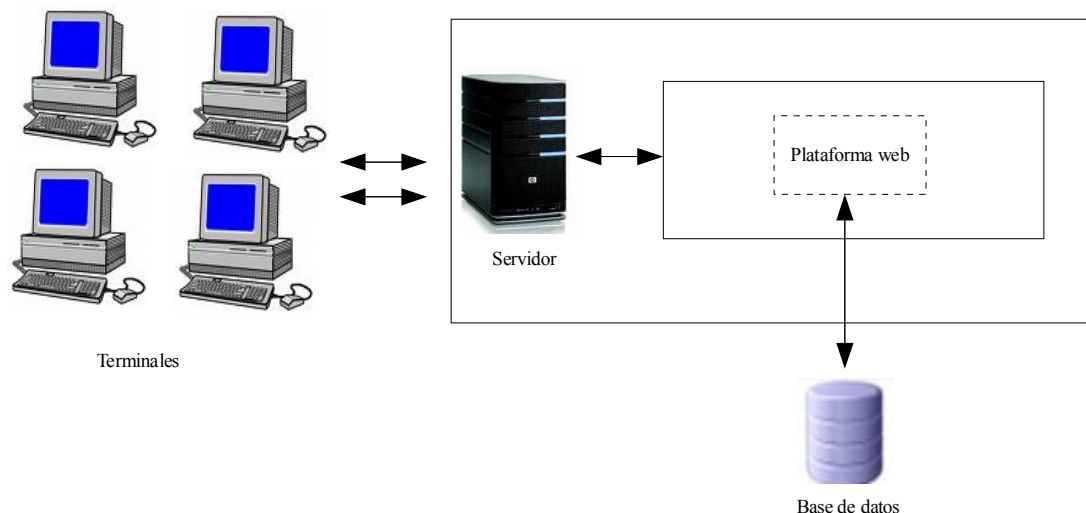 Plataforma web
Servidor
Terminales
Base de datos